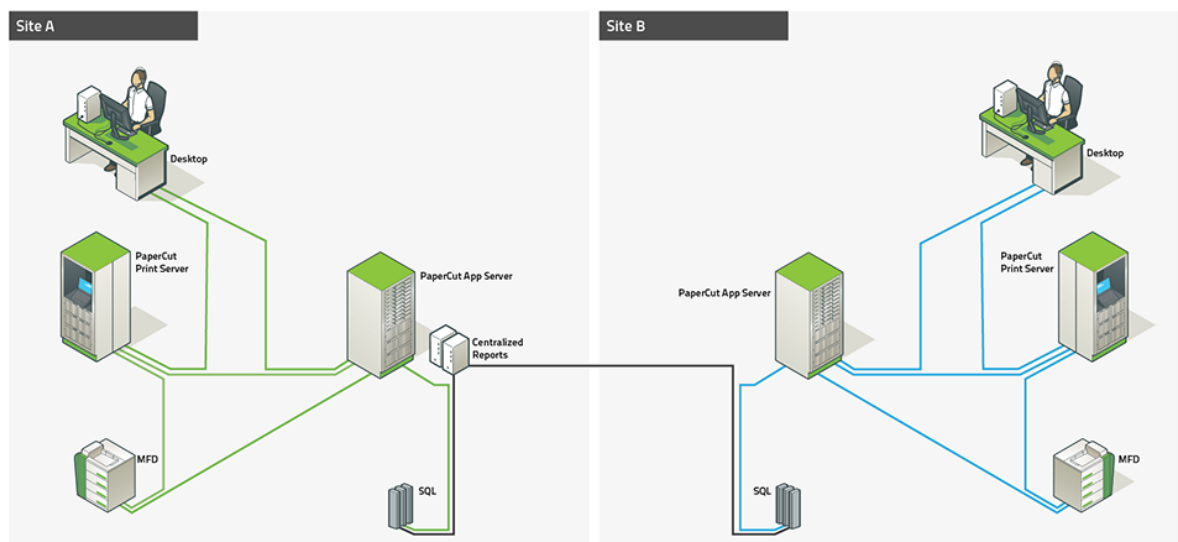 Site A
Site B
Desktop
Desktop
PaperCut
Print Server
PaperCut App Server
PaperCut App Server
PaperCut
Print Server
Centralized
Reports
MFD
SQL
SQL
MFD